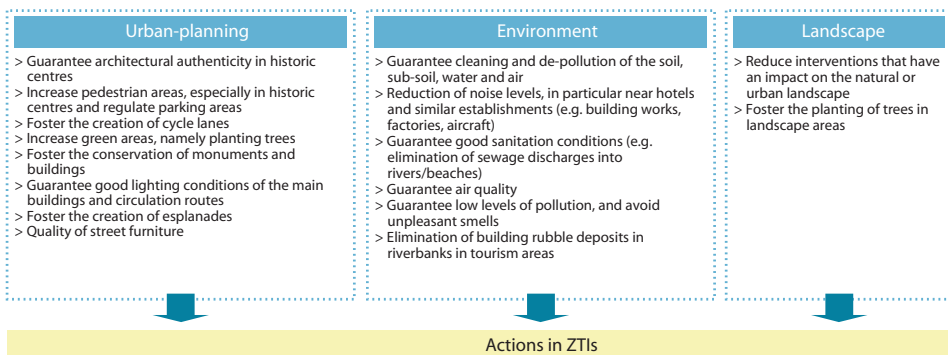 Urban-planning
> Guarantee architectural authenticity in historic
centres
> Increase pedestrian areas, especially in historic
centres and regulate parking areas
> Foster the creation of cycle lanes
> Increase green areas, namely planting trees
> Foster the conservation of monuments and
buildings
> Guarantee good lighting conditions of the main
buildings and circulation routes
> Foster the creation of esplanades
> Quality of street furniture
Environment
> Guarantee cleaning and de-pollution of the soil,
sub-soil, water and air
> Reduction of noise levels, in particular near hotels
and similar establishments (e.g. building works,
factories, aircraft)
> Guarantee good sanitation conditions (e.g.
elimination of sewage discharges into
rivers/beaches)
> Guarantee air quality
> Guarantee low levels of pollution, and avoid
unpleasant smells
> Elimination of building rubble deposits in
riverbanks in tourism areas
Landscape
> Reduce interventions that have
an impact on the natural or
urban landscape
> Foster the planting of trees in
landscape areas
Actions in ZTIs